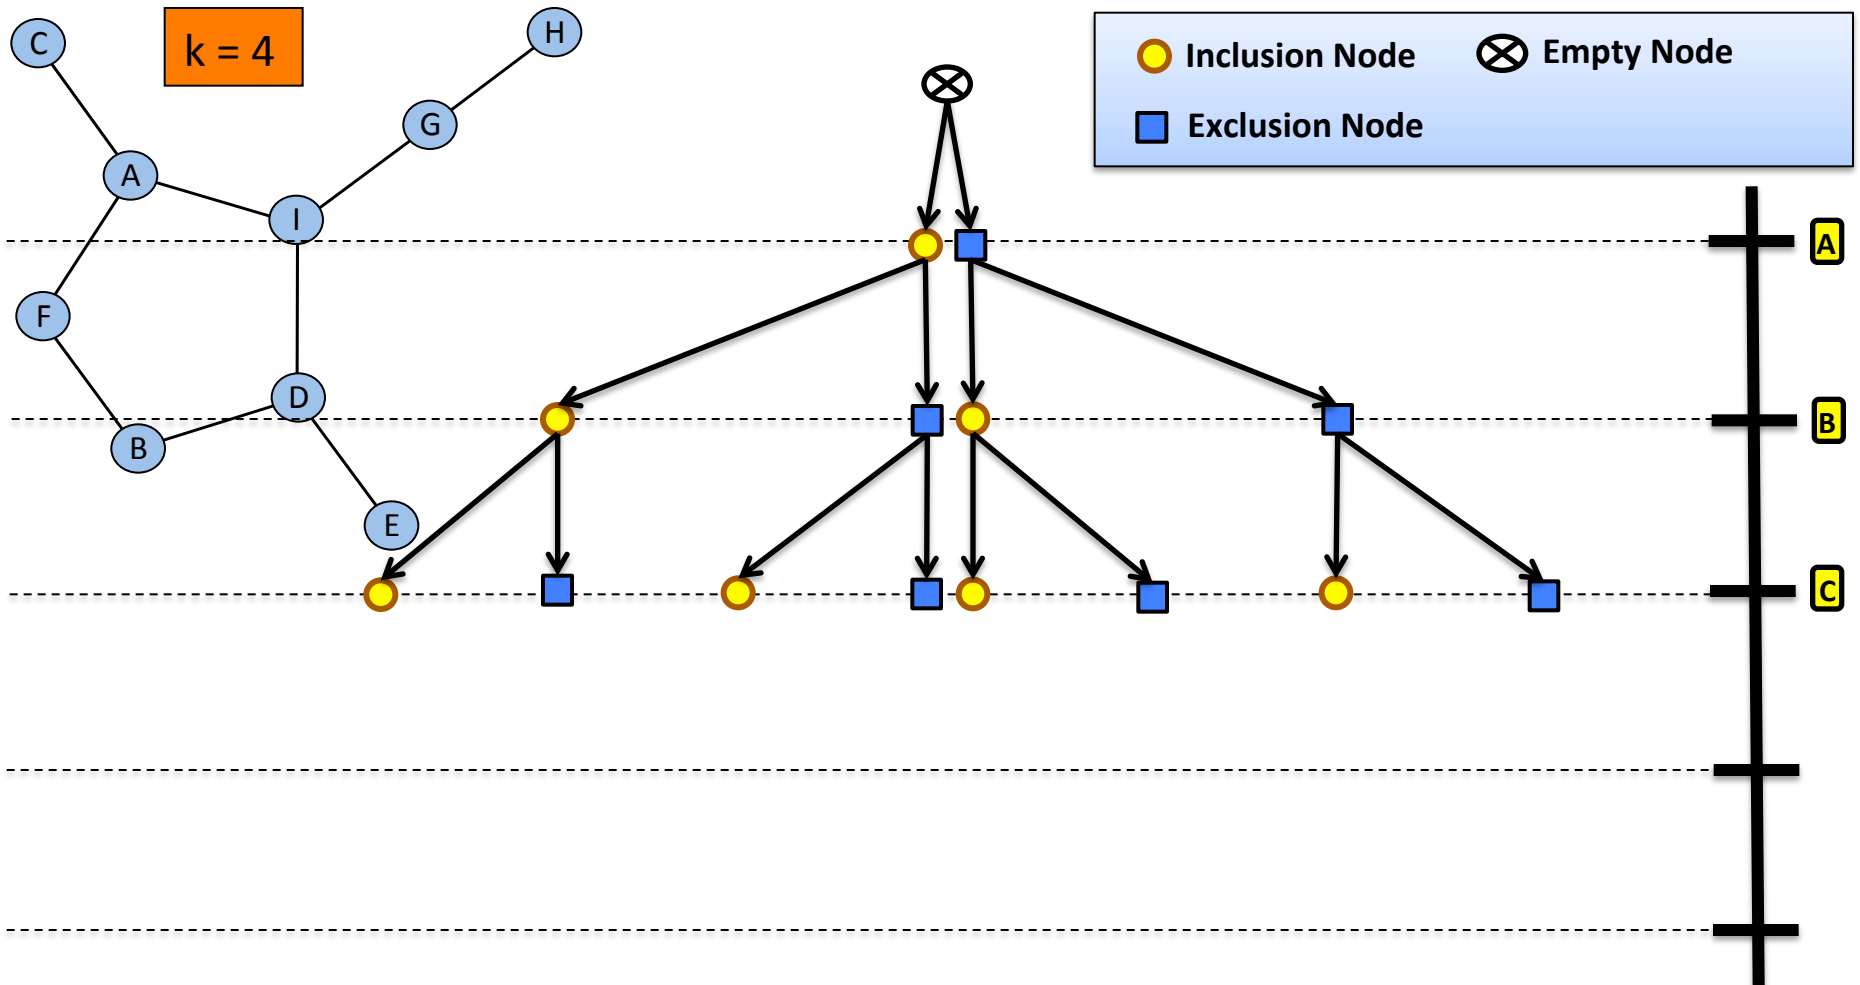 C
k = 4
H
Inclusion Node
Empty Node
G
Exclusion Node
A
I
A
F
D
B
B
E
C